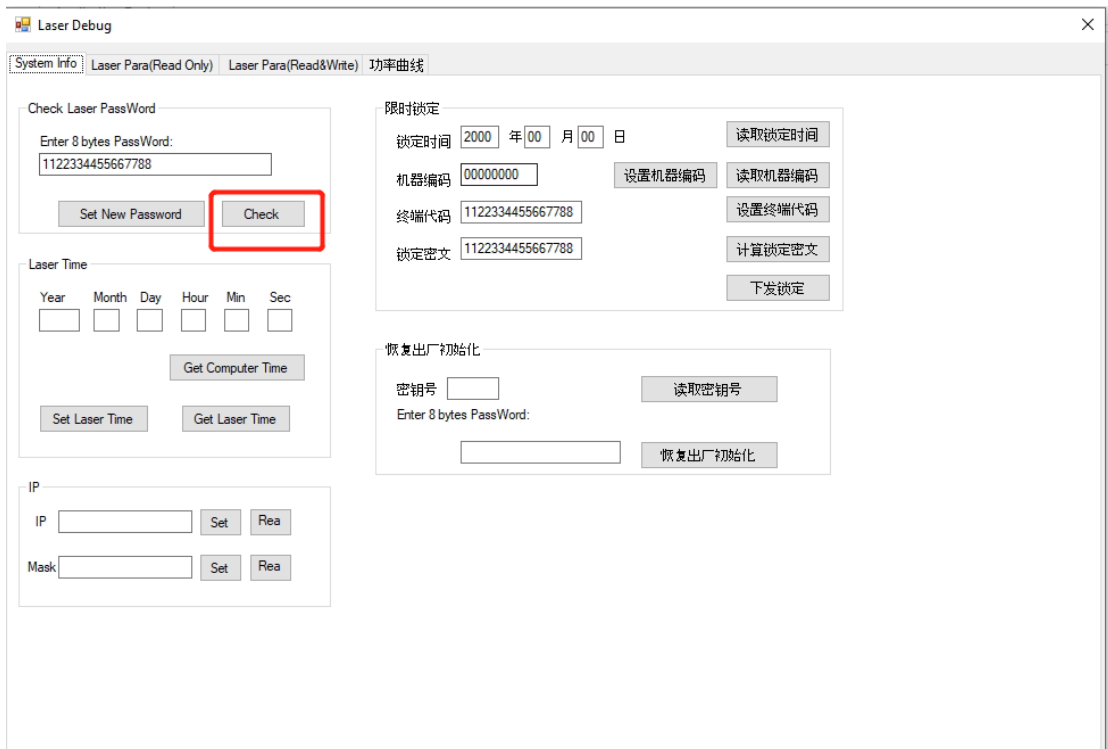 Laser Debug
System Info Laser Para(Read Only) Laser Para(Read&Write) 功率曲线
Check Laser PassWord
Enter 8 bytes PassWord:
1122334455667788
Set New Password Check
Laser Time
Year Month Day Hour Min Sec
Get Computer Time
Set Laser Time Get Laser Time
IP
IP Set Rea
Mask Set Rea
限时锁定
锁定时间 2000 年 00 月 00 日 读取锁定时间
机器编码 00000000 设置机器编码 读取机器编码
终端代码 1122334455667788 设置终端代码
锁定密文 1122334455667788 计算锁定密文
下发锁定
恢复出厂初始化
密钥号 读取密钥号
Enter 8 bytes PassWord:
恢复出厂初始化